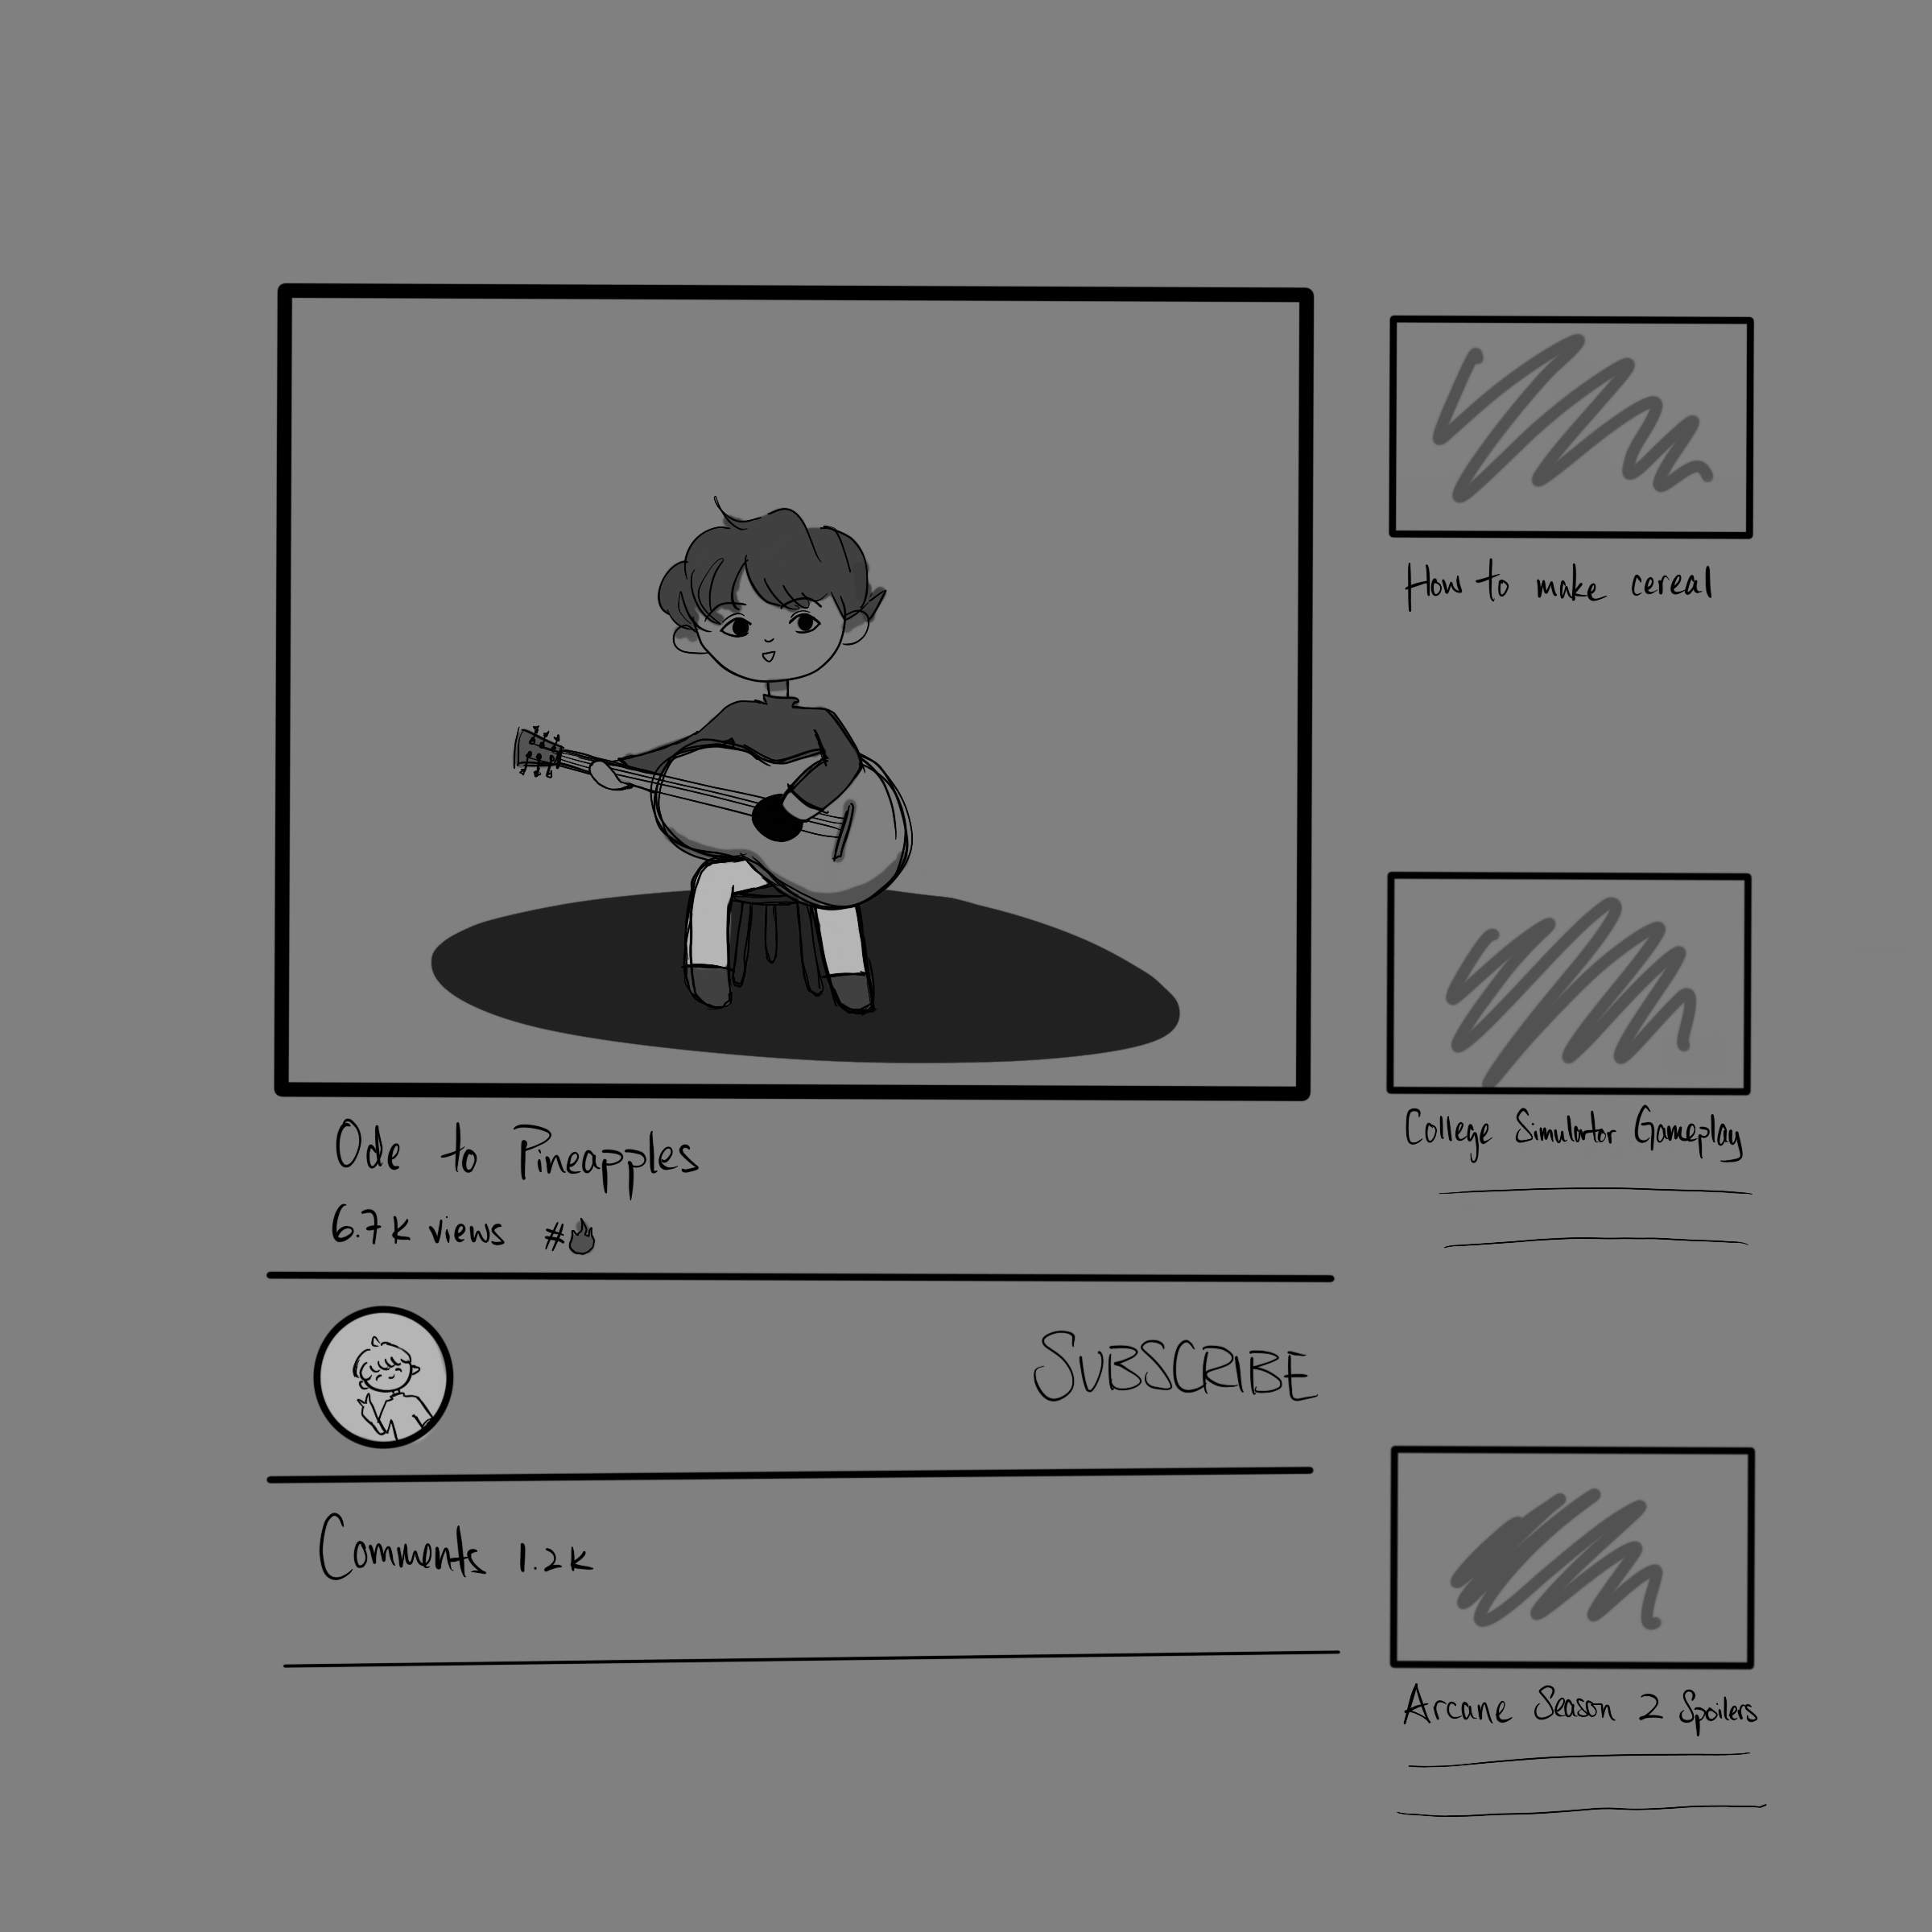 Ode to Pineapples
6.7k views #
SUBSCRIBE
Comments 1.2k
How to make cereal
College Simulator Gameplay
Arcane Season 2 Spoilers